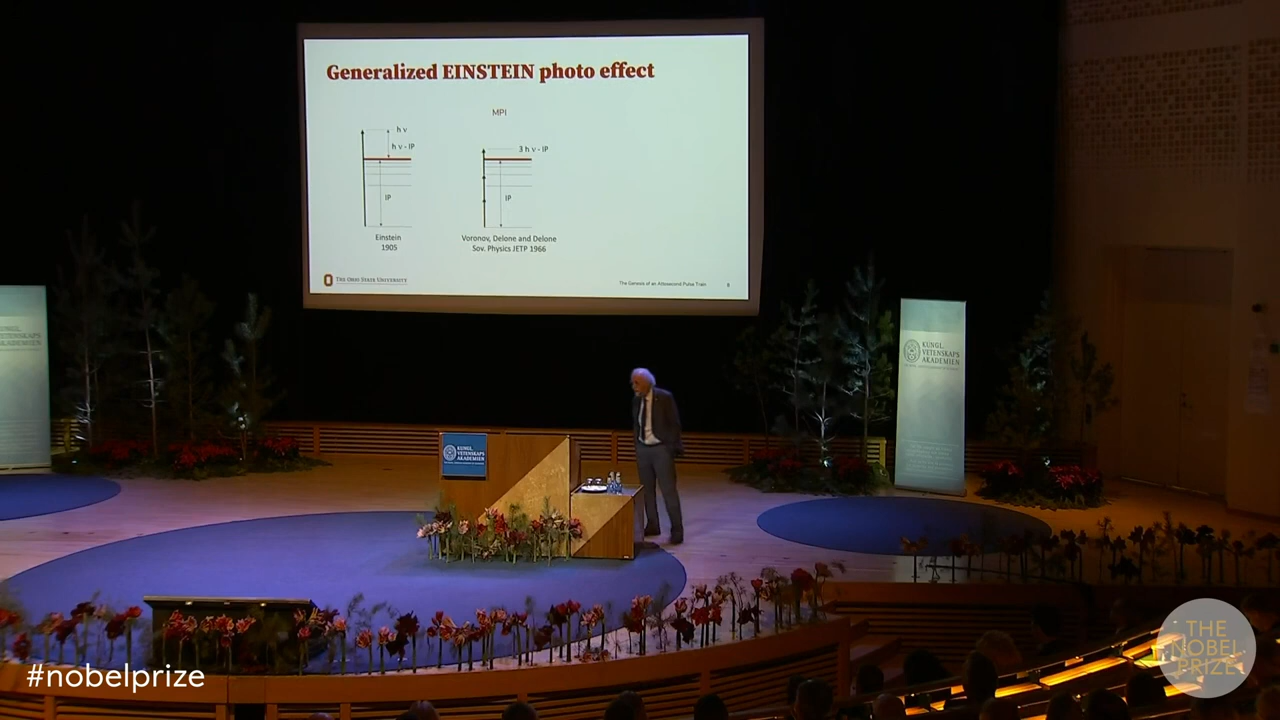 Generalized EINSTEIN photo effect
MPI
h ν
h ν - IP
3 h ν - IP
IP
IP
Einstein
1905
Voronov, Delone and Delone
Sov. Physics JETP 1966
THE OHIO STATE UNIVERSITY
The Genesis of an Attosecond Pulse Train
KUNGL.
VETENSKAPS
AKADEMIEN
KUNGL.
VETENSKAPS
AKADEMIEN
KUNGL.
VETENSKAPS
AKADEMIEN
#nobelprize
THE
NOBEL
PRIZE